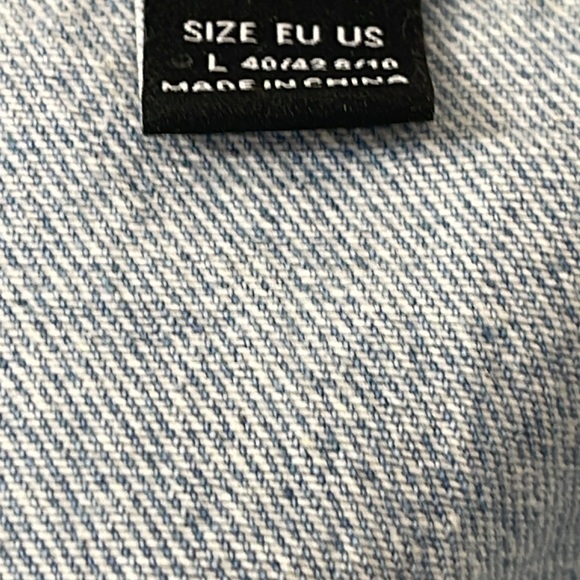 SIZE EU US
L 40/42 8/10
MADE IN CHINA